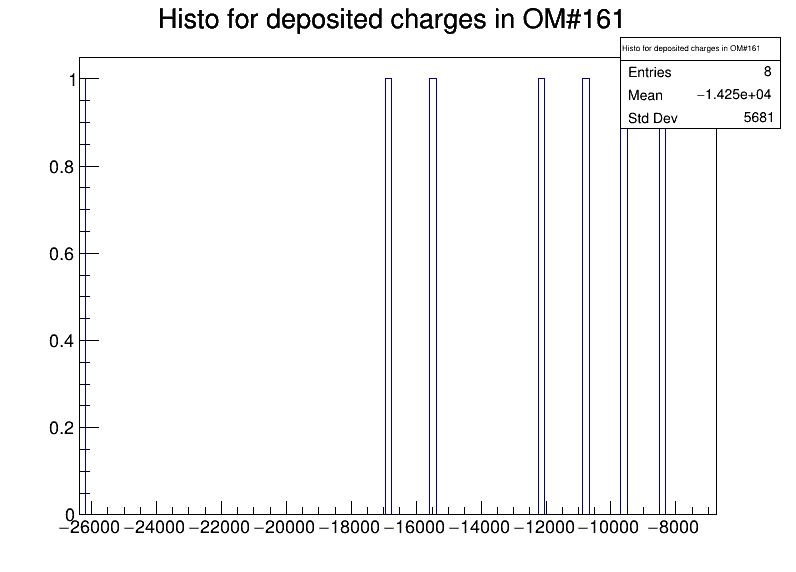 Histo for deposited charges in OM#161
Histo for deposited charges in OM#161
Entries 8
Mean −1.425e+04
Std Dev 5681
1
0.8
0.6
0.4
0.2
0
−26000 −24000 −22000 −20000 −18000 −16000 −14000 −12000 −10000 −8000